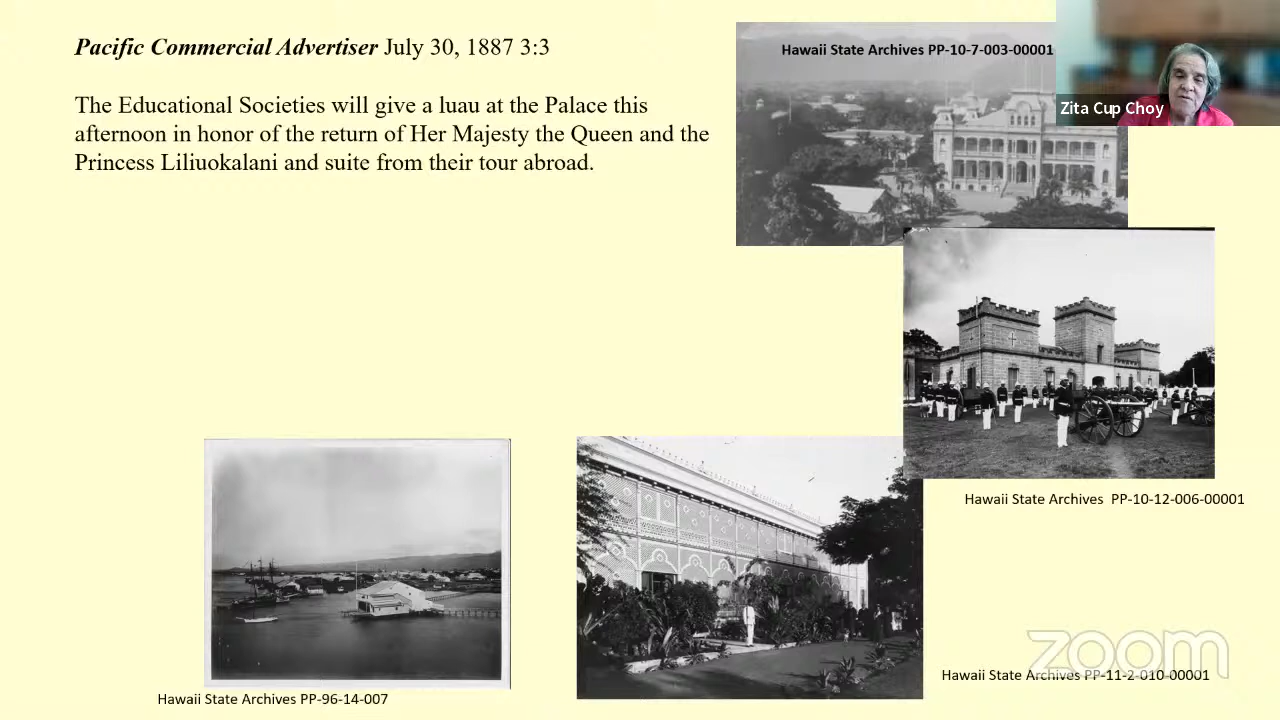 Pacific Commercial Advertiser July 30, 1887 3:3
The Educational Societies will give a luau at the Palace this
afternoon in honor of the return of Her Majesty the Queen and the
Princess Liliuokalani and suite from their tour abroad.
Hawaii State Archives PP-10-7-003-00001
Zita Cup Choy
Hawaii State Archives PP-10-12-006-00001
Hawaii State Archives PP-11-2-010-00001
zoom
Hawaii State Archives PP-96-14-007